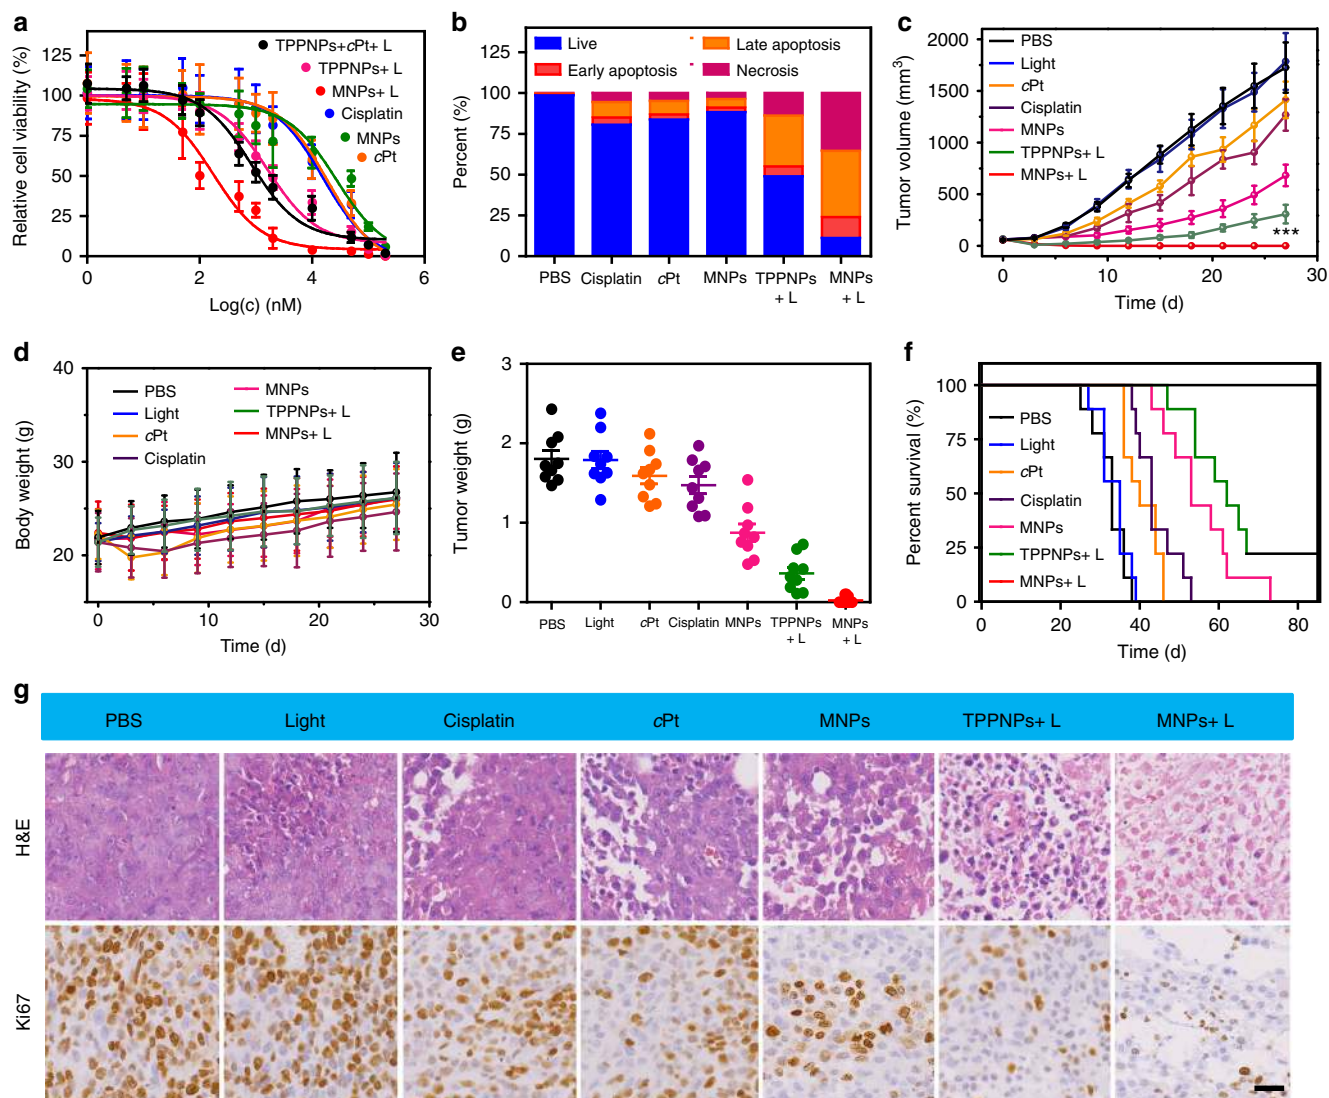 a
Relative cell viability (%)
125
100
75
50
25
0
0
2
4
6
Log(c) (nM)
TPPNPs+cPt+ L
TPPNPs+ L
MNPs+ L
Cisplatin
MNPs
cPt
b
Percent (%)
125
100
75
50
25
0
Live
Late apoptosis
Early apoptosis
Necrosis
PBS
Cisplatin
cPt
MNPs
TPPNPs
+ L
MNPs
+ L
c
Tumor volume (mm3)
2000
1500
1000
500
0
0
10
20
30
Time (d)
PBS
Light
cPt
Cisplatin
MNPs
TPPNPs+ L
MNPs+ L
***
d
Body weight (g)
40
30
20
0
10
20
30
Time (d)
PBS
Light
cPt
Cisplatin
MNPs
TPPNPs+ L
MNPs+ L
e
Tumor weight (g)
3
2
1
0
PBS
Light
cPt
Cisplatin
MNPs
TPPNPs
+ L
MNPs
+ L
f
Percent survival (%)
100
75
50
25
0
0
20
40
60
80
Time (d)
PBS
Light
cPt
Cisplatin
MNPs
TPPNPs+ L
MNPs+ L
g
PBS
Light
Cisplatin
cPt
MNPs
TPPNPs+ L
MNPs+ L
H&E
Ki67